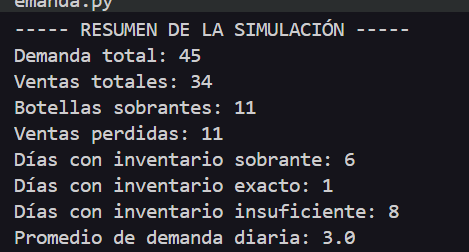 emanda.py
----- RESUMEN DE LA SIMULACIÓN -----
Demanda total: 45
Ventas totales: 34
Botellas sobrantes: 11
Ventas perdidas: 11
Días con inventario sobrante: 6
Días con inventario exacto: 1
Días con inventario insuficiente: 8
Promedio de demanda diaria: 3.0